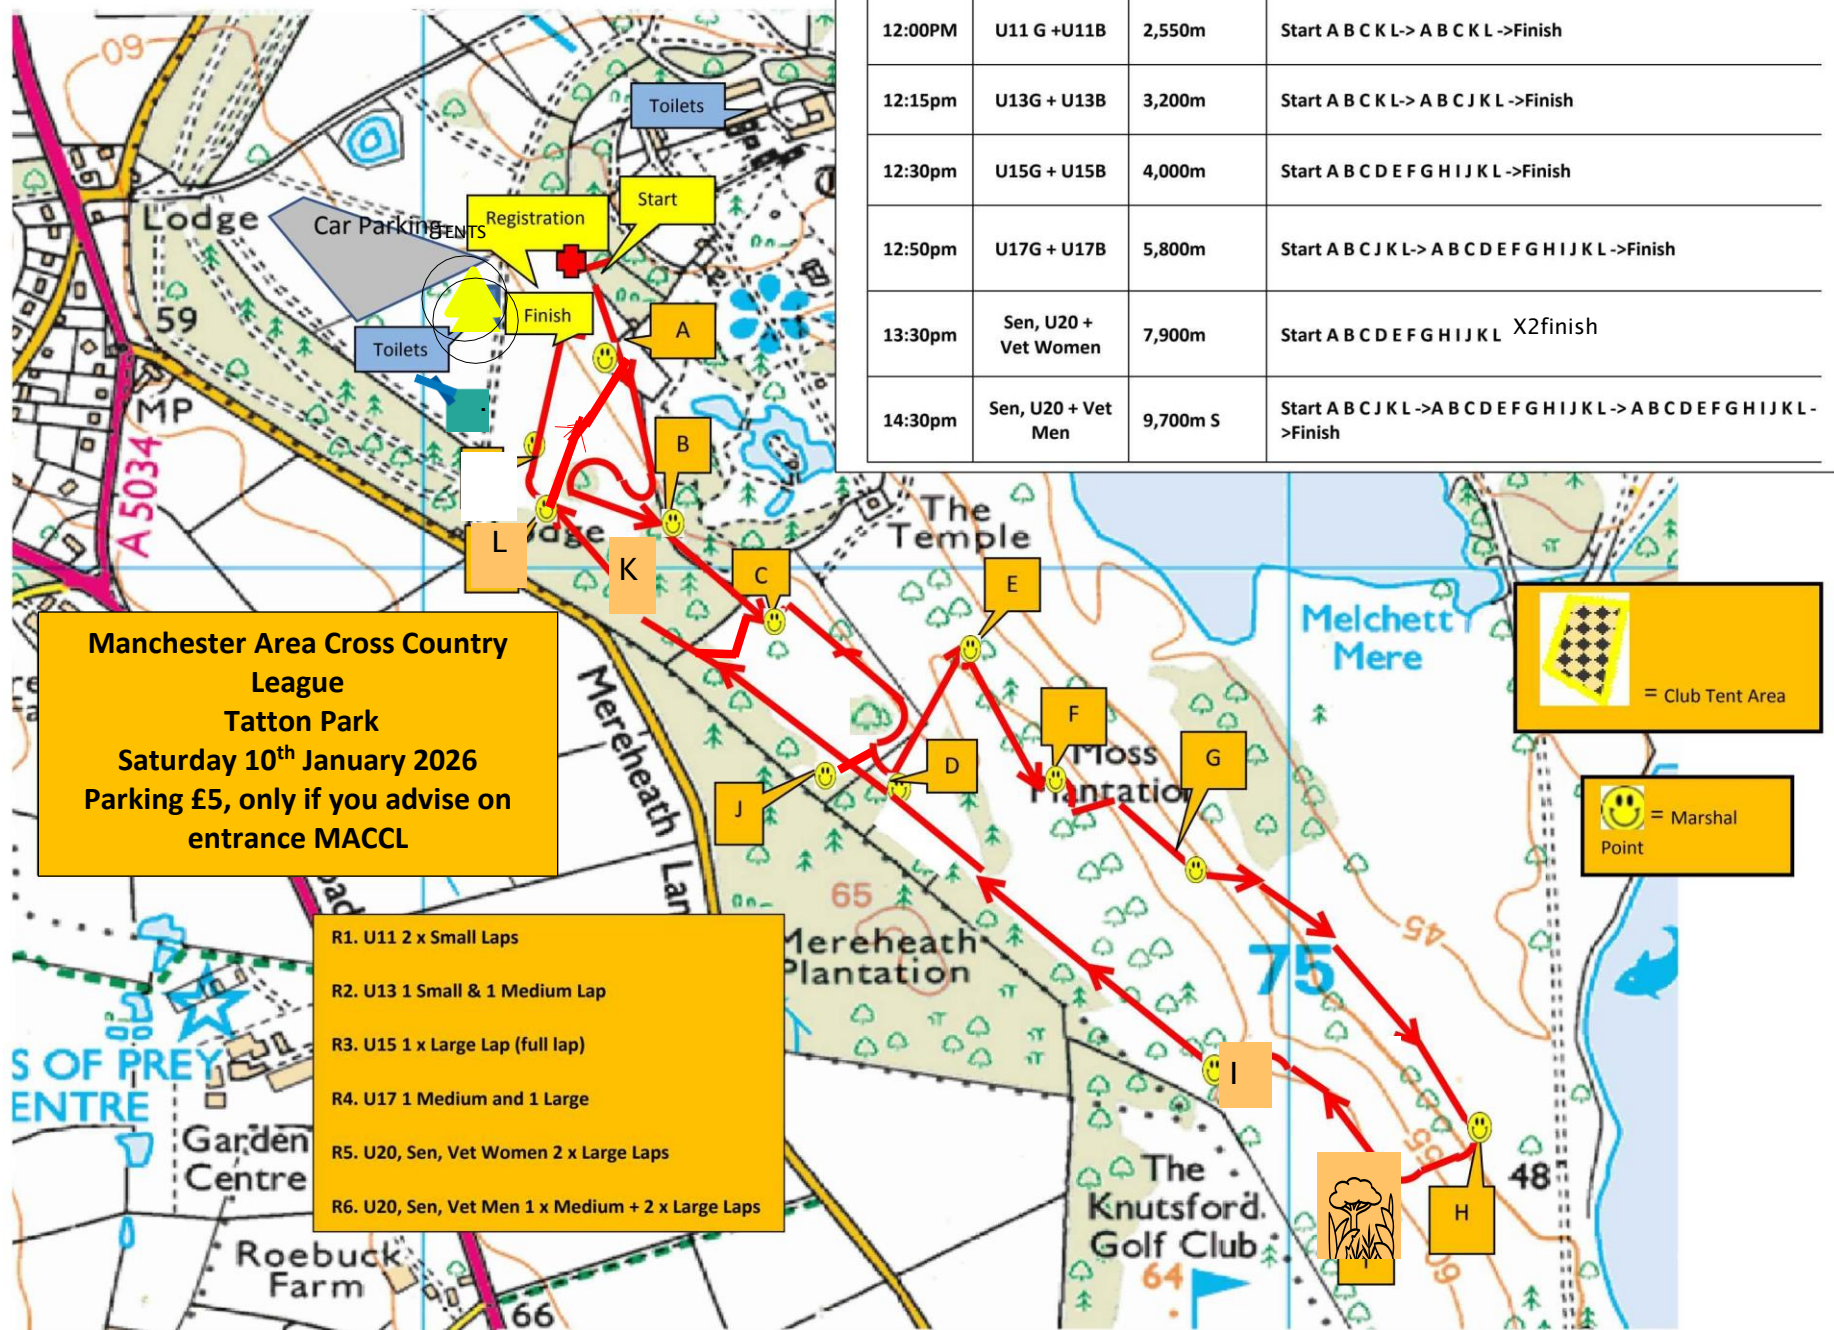 12:00PM U11 G +U11B 2,550m Start A B C K L-> A B C K L ->Finish
12:15pm U13G + U13B 3,200m Start A B C K L-> A B C J K L ->Finish
12:30pm U15G + U15B 4,000m Start A B C D E F G H I J K L ->Finish
12:50pm U17G + U17B 5,800m Start A B C J K L-> A B C D E F G H I J K L ->Finish
13:30pm Sen, U20 + Vet Women 7,900m Start A B C D E F G H I J K L X2finish
14:30pm Sen, U20 + Vet Men 9,700m S Start A B C J K L ->A B C D E F G H I J K L-> A B C D E F G H I J K L -
>Finish
60
Toilets
Lodge
Car Parking
ENTS
Registration
Start
59
Finish
A
Toilets
MP
A 5034
B
L
K
C
The
Temple
E
Melchett
Mere
= Club Tent Area
Manchester Area Cross Country
League
Tatton Park
Saturday 10th January 2026
Parking £5, only if you advise on
entrance MACCL
Mereheath
Lan
F
Moss
Plantation
G
D
J
= Marshal
Point
65
Mereheath
Plantation
45
75
R1. U11 2 x Small Laps
R2. U13 1 Small & 1 Medium Lap
R3. U15 1 x Large Lap (full lap)
R4. U17 1 Medium and 1 Large
R5. U20, Sen, Vet Women 2 x Large Laps
R6. U20, Sen, Vet Men 1 x Medium + 2 x Large Laps
S OF PREY
ENTRE
I
Garden
Centre
55
48
H
The
Knutsford
Golf Club
64
60
Roebuck
Farm
66